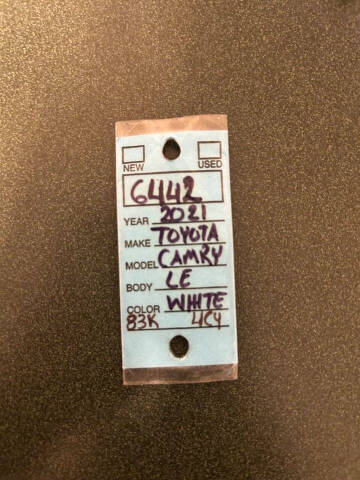 NEW USED
6442
YEAR 2021
MAKE TOYOTA
MODEL CAMRY
BODY LE
COLOR WHITE
83K 4CY